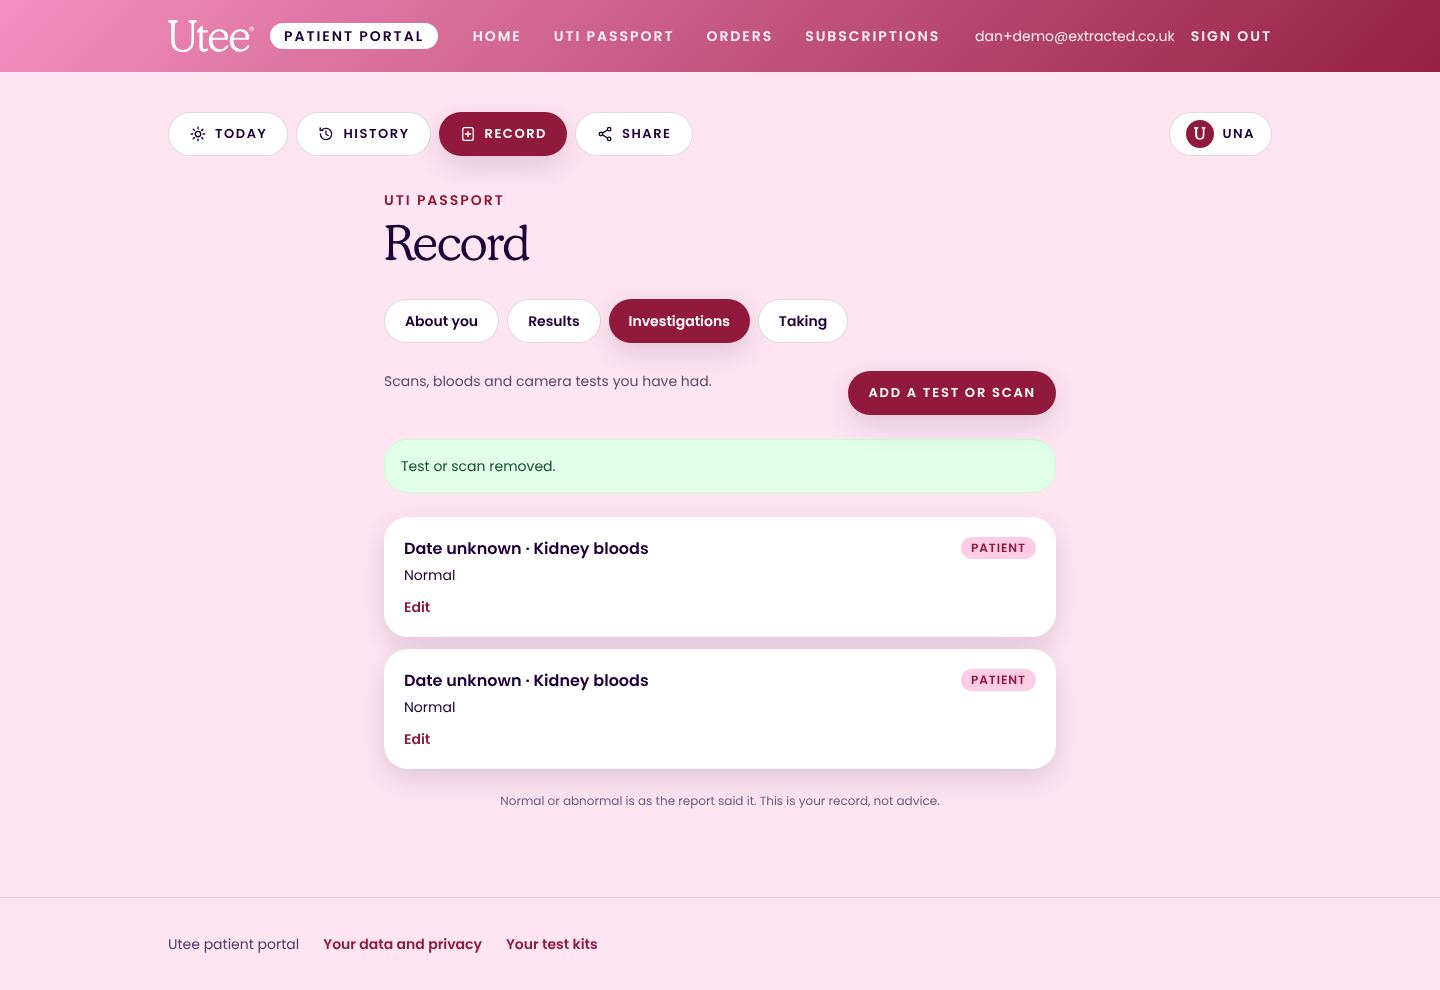 Utee®
PATIENT PORTAL
HOME
UTI PASSPORT
ORDERS
SUBSCRIPTIONS
dan+demo@extracted.co.uk
SIGN OUT
TODAY
HISTORY
RECORD
SHARE
U
UNA
UTI PASSPORT
Record
About you
Results
Investigations
Taking
Scans, bloods and camera tests you have had.
ADD A TEST OR SCAN
Test or scan removed.
Date unknown · Kidney bloods
PATIENT
Normal
Edit
Date unknown · Kidney bloods
PATIENT
Normal
Edit
Normal or abnormal is as the report said it. This is your record, not advice.
Utee patient portal
Your data and privacy
Your test kits